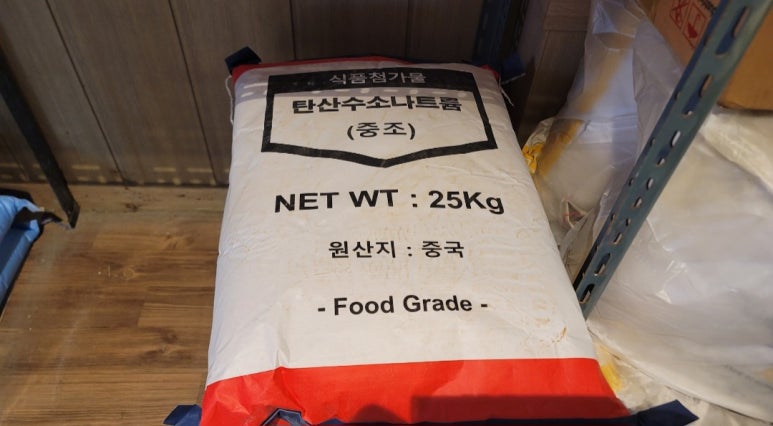 식품첨가물
탄산수소나트륨
(중조)
NET WT : 25Kg
원산지 : 중국
- Food Grade -